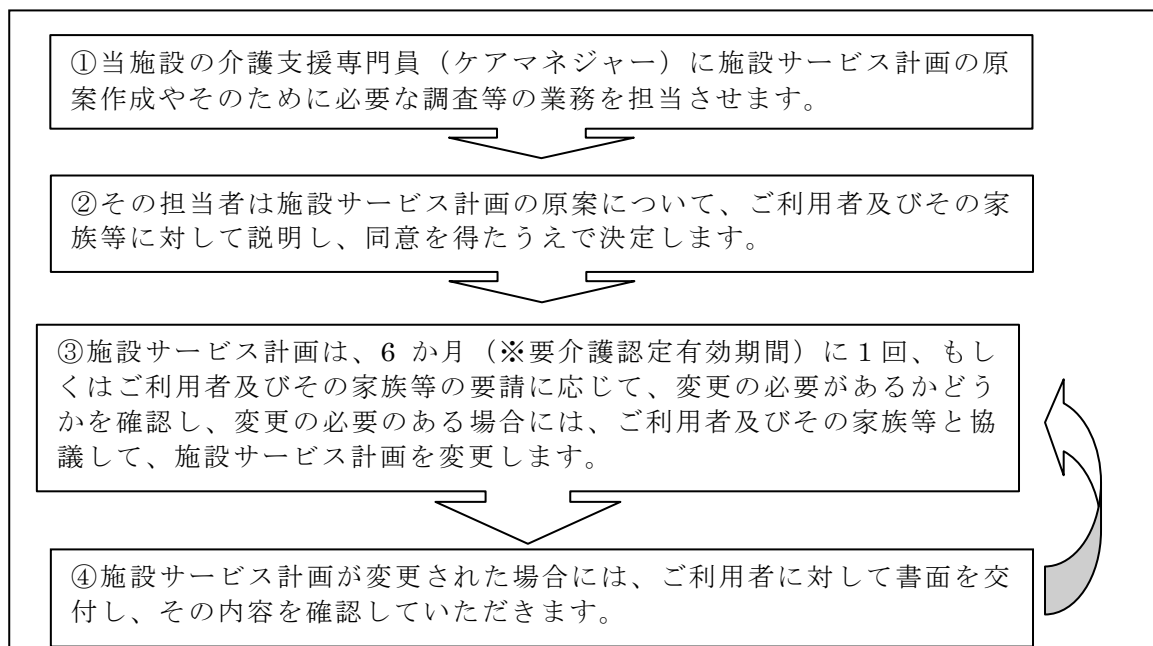 ①当施設の介護支援専門員（ケアマネジャー）に施設サービス計画の原
案作成やそのために必要な調査等の業務を担当させます。
②その担当者は施設サービス計画の原案について、ご利用者及びその家
族等に対して説明し、同意を得たうえで決定します。
③施設サービス計画は、6 か月（※要介護認定有効期間）に１回、もし
くはご利用者及びその家族等の要請に応じて、変更の必要があるかどう
かを確認し、変更の必要のある場合には、ご利用者及びその家族等と協
議して、施設サービス計画を変更します。
④施設サービス計画が変更された場合には、ご利用者に対して書面を交
付し、その内容を確認していただきます。